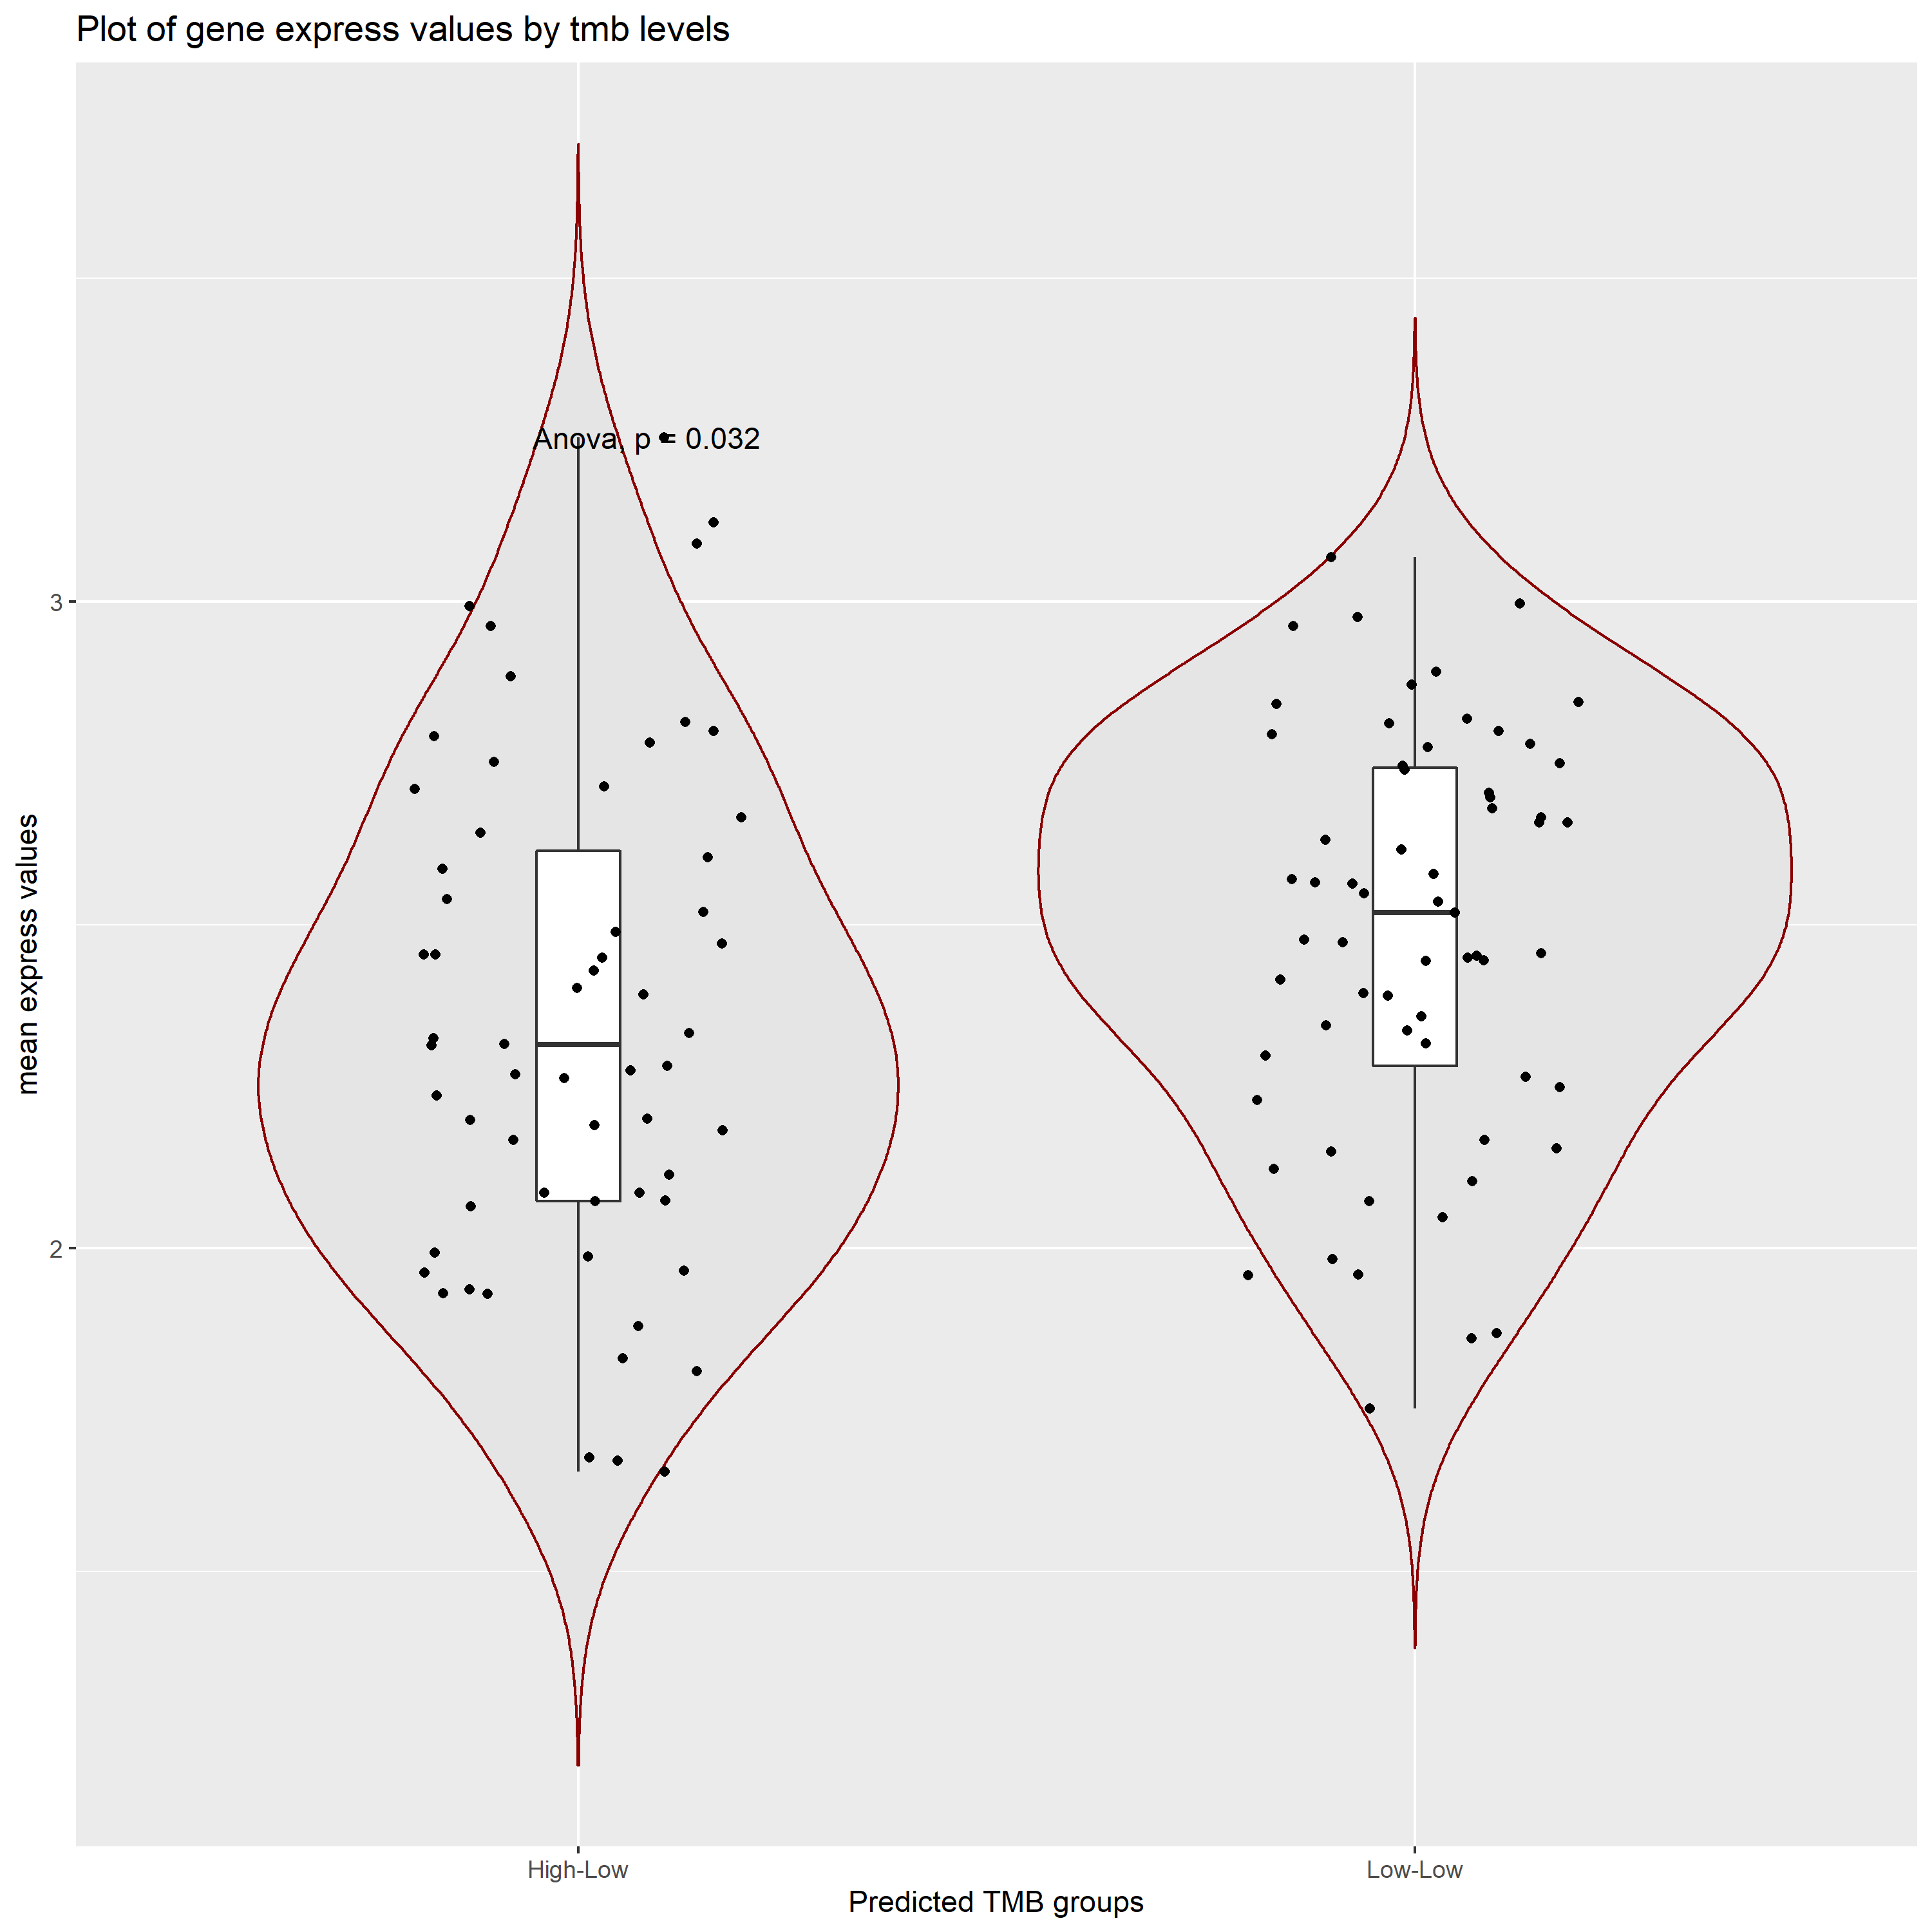 Plot of gene express values by tmb levels
Anova, p = 0.032
3
2
mean express values
High-Low
Low-Low
Predicted TMB groups